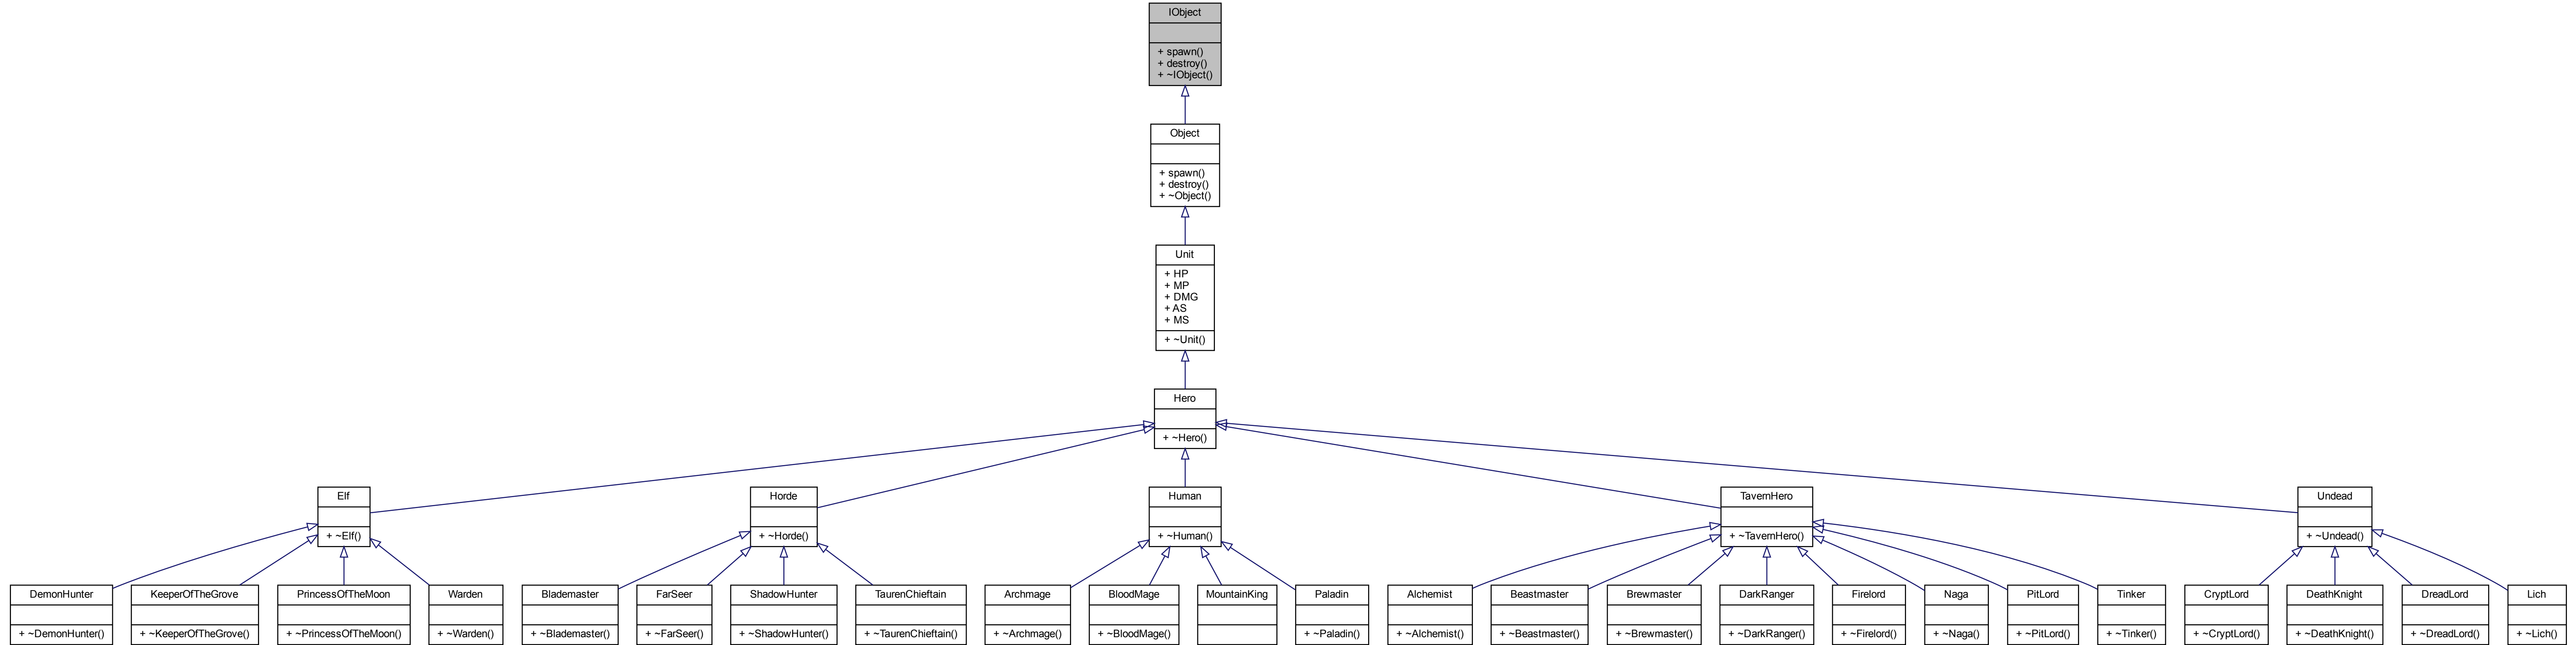 IObject
+ spawn()
+ destroy()
+ ~IObject()
Object
+ spawn()
+ destroy()
+ ~Object()
Unit
+ HP
+ MP
+ DMG
+ AS
+ MS
+ ~Unit()
Hero
+ ~Hero()
Elf
+ ~Elf()
Horde
+ ~Horde()
Human
+ ~Human()
TavernHero
+ ~TavernHero()
Undead
+ ~Undead()
DemonHunter
+ ~DemonHunter()
KeeperOfTheGrove
+ ~KeeperOfTheGrove()
PrincessOfTheMoon
+ ~PrincessOfTheMoon()
Warden
+ ~Warden()
Blademaster
+ ~Blademaster()
FarSeer
+ ~FarSeer()
ShadowHunter
+ ~ShadowHunter()
TaurenChieftain
+ ~TaurenChieftain()
Archmage
+ ~Archmage()
BloodMage
+ ~BloodMage()
MountainKing
Paladin
+ ~Paladin()
Alchemist
+ ~Alchemist()
Beastmaster
+ ~Beastmaster()
Brewmaster
+ ~Brewmaster()
DarkRanger
+ ~DarkRanger()
Firelord
+ ~Firelord()
Naga
+ ~Naga()
PitLord
+ ~PitLord()
Tinker
+ ~Tinker()
CryptLord
+ ~CryptLord()
DeathKnight
+ ~DeathKnight()
DreadLord
+ ~DreadLord()
Lich
+ ~Lich()